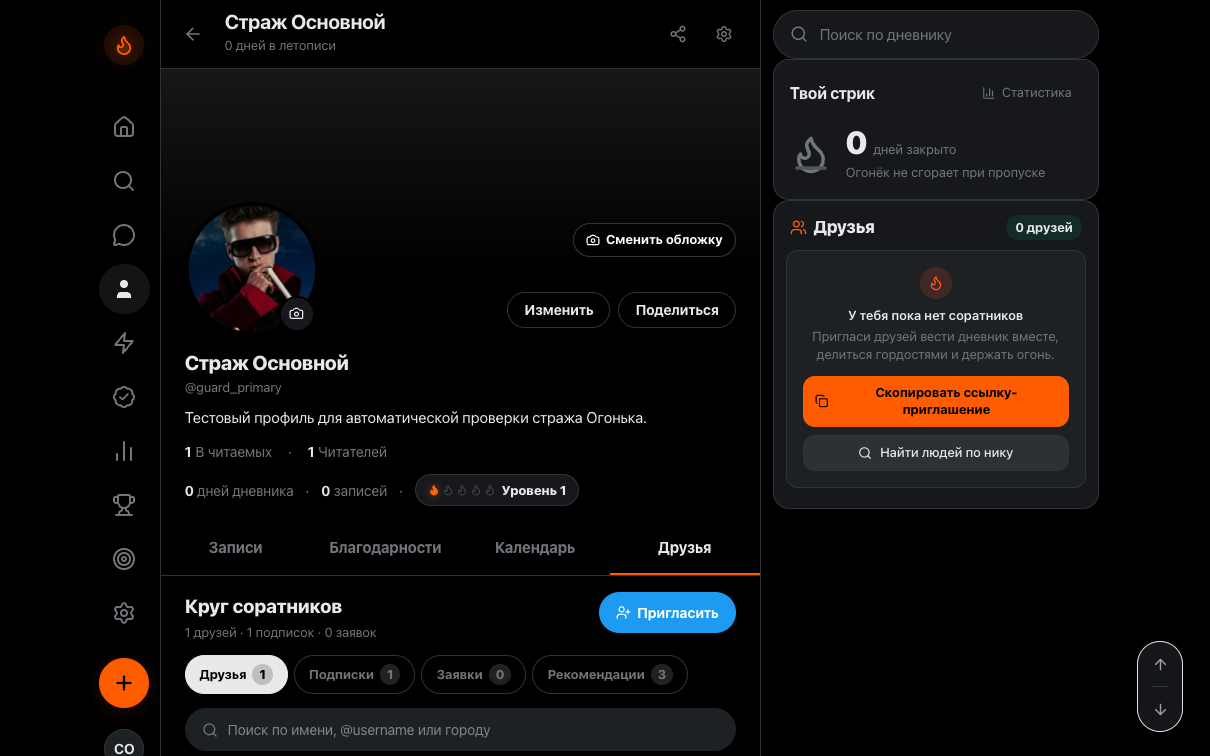 Страж Основной
0 дней в летописи
Сменить обложку
Изменить
Поделиться
Страж Основной
@guard_primary
Тестовый профиль для автоматической проверки стража Огонька.
1 В читаемых · 1 Читателей
0 дней дневника · 0 записей · Уровень 1
Записи
Благодарности
Календарь
Друзья
Круг соратников
1 друзей · 1 подписок · 0 заявок
Пригласить
Друзья 1
Подписки 1
Заявки 0
Рекомендации 3
Поиск по имени, @username или городу
CO
Поиск по дневнику
Твой стрик
Статистика
0 дней закрыто
Огонёк не сгорает при пропуске
Друзья
0 друзей
У тебя пока нет соратников
Пригласи друзей вести дневник вместе,
делиться гордостями и держать огонь.
Скопировать ссылку-
приглашение
Найти людей по нику